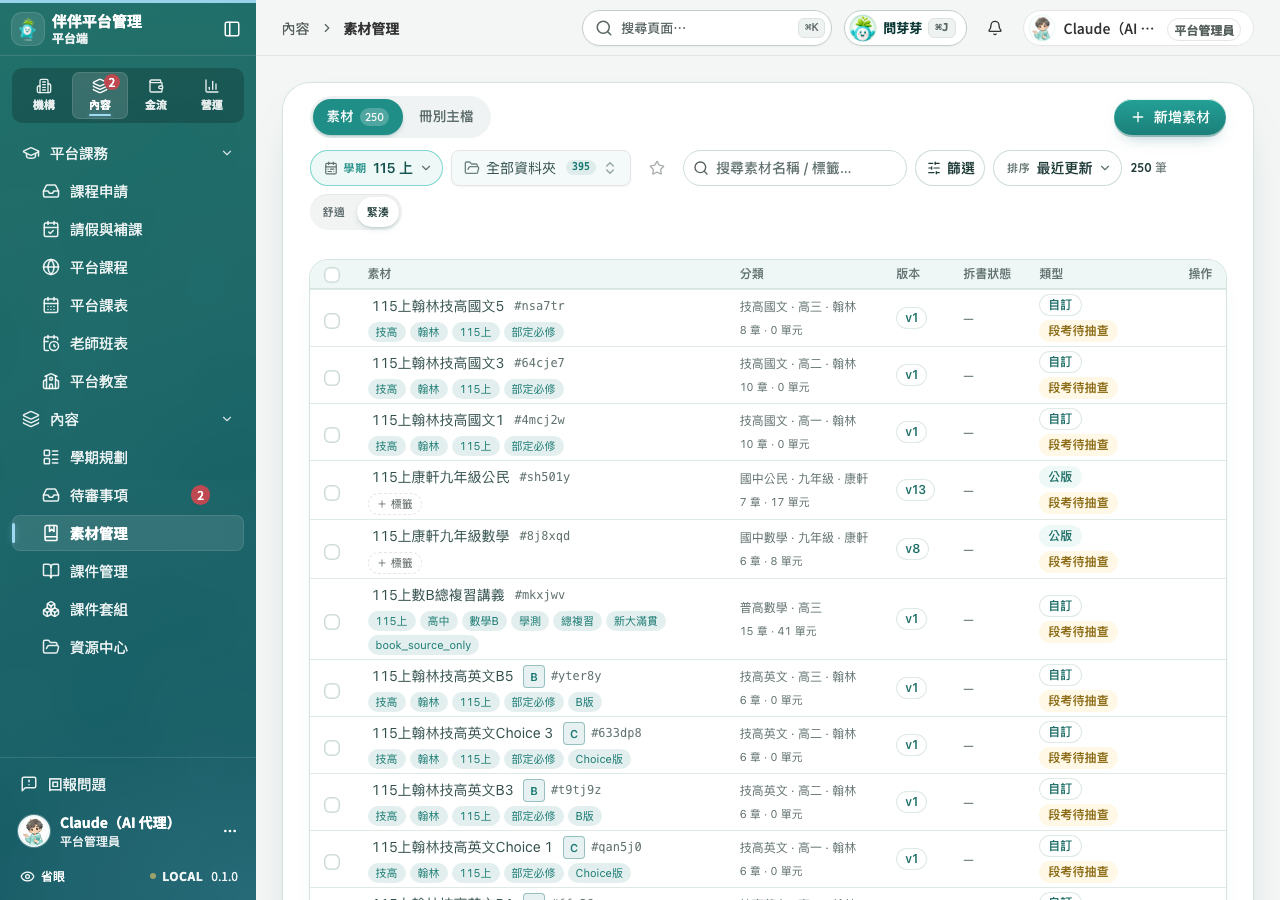 伴伴平台管理
平台端
機構
內容
2
金流
營運
平台課務
課程申請
請假與補課
平台課程
平台課表
老師班表
平台教室
內容
學期規劃
待審事項 2
素材管理
課件管理
課件套組
資源中心
回報問題
Claude（AI 代理）
平台管理員
省眼
LOCAL 0.1.0
內容 > 素材管理
搜尋頁面… ⌘K
問芽芽 ⌘J
Claude（AI … 平台管理員
素材 250
冊別主檔
+ 新增素材
學期 115 上
全部資料夾 395
搜尋素材名稱 / 標籤...
篩選
排序 最近更新
250 筆
舒適 緊湊
素材 分類 版本 拆書狀態 類型 操作
115上翰林技高國文5 #nsa7tr
技高 翰林 115上 部定必修
技高國文 · 高三 · 翰林
8 章 · 0 單元
v1
—
自訂
段考待抽查
115上翰林技高國文3 #64cje7
技高 翰林 115上 部定必修
技高國文 · 高二 · 翰林
10 章 · 0 單元
v1
—
自訂
段考待抽查
115上翰林技高國文1 #4mcj2w
技高 翰林 115上 部定必修
技高國文 · 高一 · 翰林
10 章 · 0 單元
v1
—
自訂
段考待抽查
115上康軒九年級公民 #sh501y
+ 標籤
國中公民 · 九年級 · 康軒
7 章 · 17 單元
v13
—
公版
段考待抽查
115上康軒九年級數學 #8j8xqd
+ 標籤
國中數學 · 九年級 · 康軒
6 章 · 8 單元
v8
—
公版
段考待抽查
115上數B總複習講義 #mkxjwv
115上 高中 數學B 學測 總複習 新大滿貫
book_source_only
普高數學 · 高三
15 章 · 41 單元
v1
—
自訂
段考待抽查
115上翰林技高英文B5 B #yter8y
技高 翰林 115上 部定必修 B版
技高英文 · 高三 · 翰林
6 章 · 0 單元
v1
—
自訂
段考待抽查
115上翰林技高英文Choice 3 C #633dp8
技高 翰林 115上 部定必修 Choice版
技高英文 · 高二 · 翰林
6 章 · 0 單元
v1
—
自訂
段考待抽查
115上翰林技高英文B3 B #t9tj9z
技高 翰林 115上 部定必修 B版
技高英文 · 高二 · 翰林
6 章 · 0 單元
v1
—
自訂
段考待抽查
115上翰林技高英文Choice 1 C #qan5j0
技高 翰林 115上 部定必修 Choice版
技高英文 · 高一 · 翰林
6 章 · 0 單元
v1
—
自訂
段考待抽查